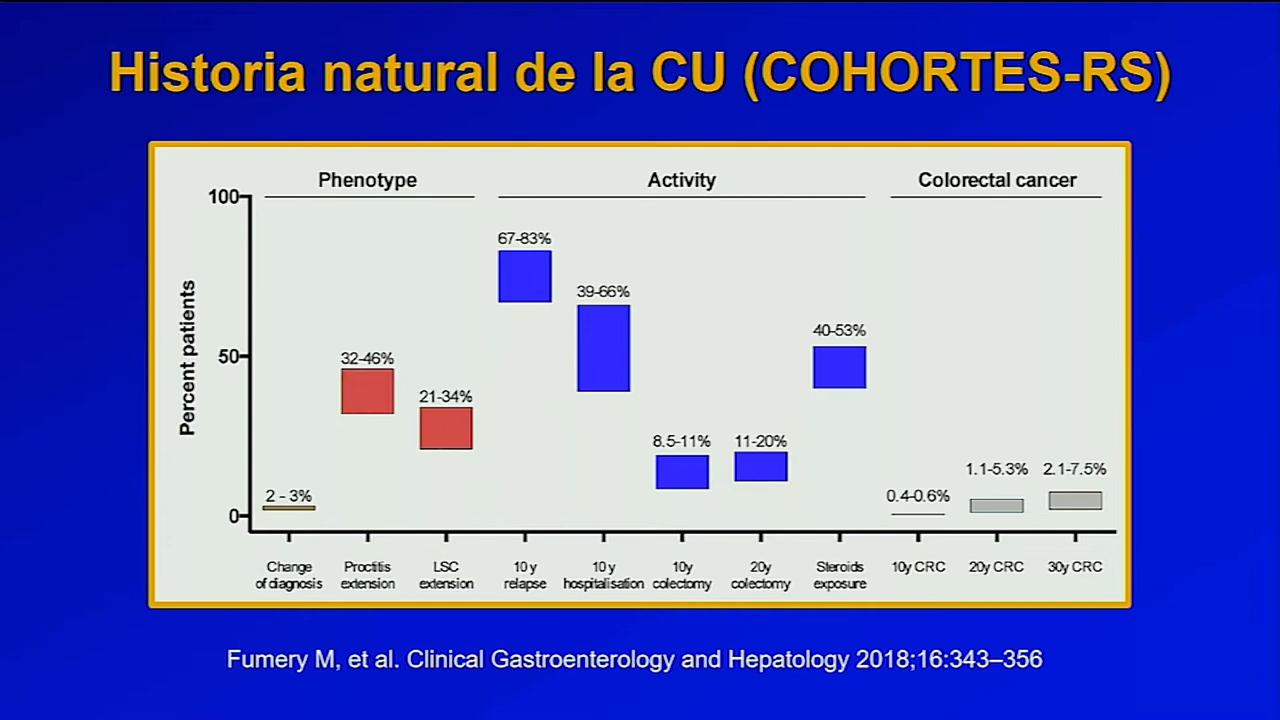 Historia natural de la CU (COHORTES-RS)
Phenotype
Activity
Colorectal cancer
Percent patients
100
50
0
2 - 3%
32-46%
21-34%
67-83%
39-66%
8.5-11%
11-20%
40-53%
0.4-0.6%
1.1-5.3%
2.1-7.5%
Change
of diagnosis
Proctitis
extension
LSC
extension
10 y
relapse
10 y
hospitalisation
10y
colectomy
20y
colectomy
Steroids
exposure
10y CRC
20y CRC
30y CRC
Fumery M, et al. Clinical Gastroenterology and Hepatology 2018;16:343–356